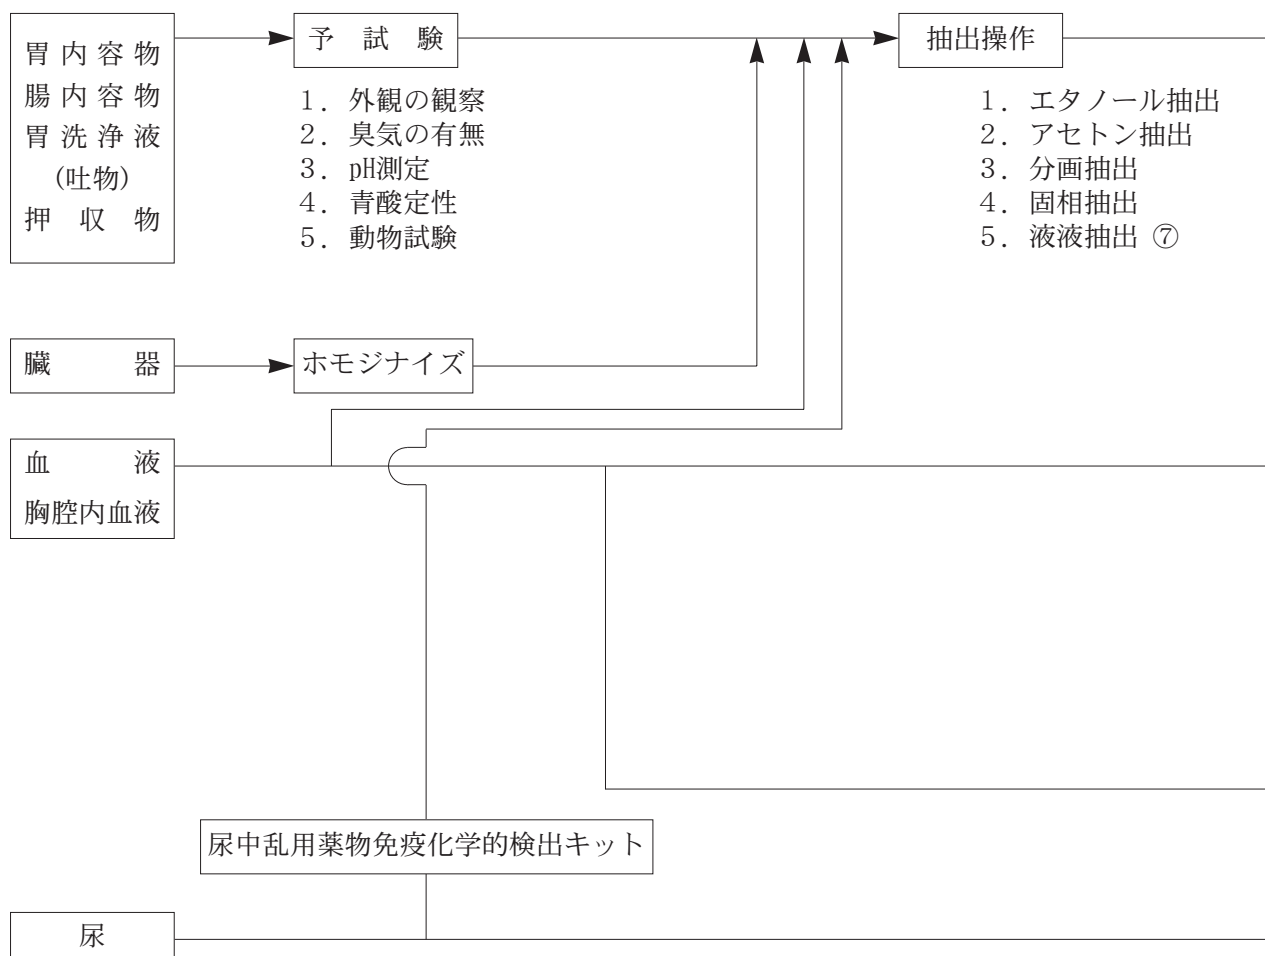 胃内容物
腸内容物
胃洗浄液
(吐物)
押収物
予試験
1. 外観の観察
2. 臭気の有無
3. pH測定
4. 青酸定性
5. 動物試験
抽出操作
1. エタノール抽出
2. アセトン抽出
3. 分画抽出
4. 固相抽出
5. 液液抽出 ⑦
臓器
ホモジナイズ
血液
胸腔内血液
尿中乱用薬物免疫化学的検出キット
尿